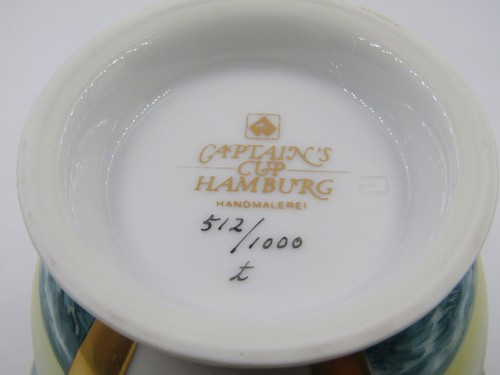 CAPTAIN'S
CUP
HAMBURG
HANDMALEREI
512/1000
t